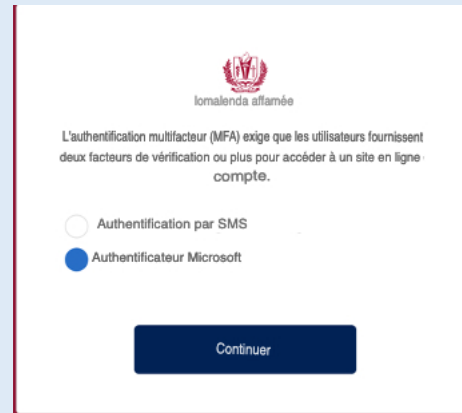 lomalenda affamée
L'authentification multifacteur (MFA) exige que les utilisateurs fournissent
deux facteurs de vérification ou plus pour accéder à un site en ligne
compte.
Authentification par SMS
Authentificateur Microsoft
Continuer